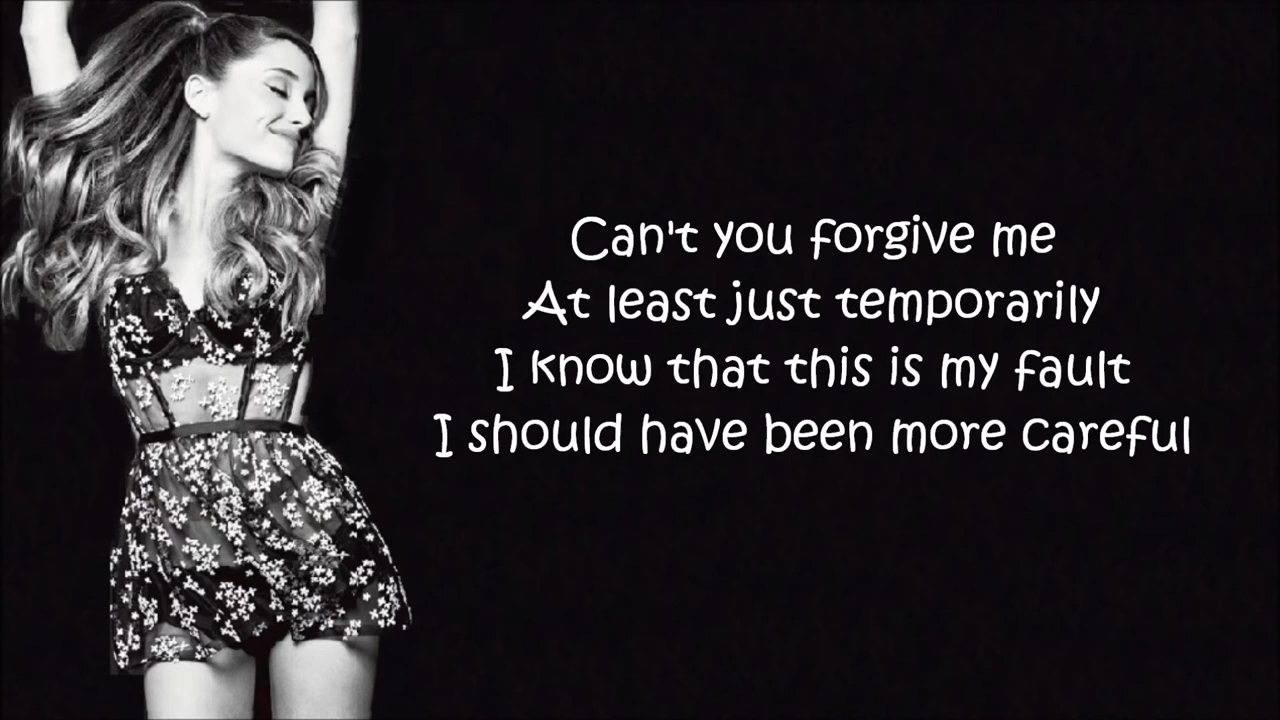 Can't you forgive me
At least just temporarily
I know that this is my fault
I should have been more careful